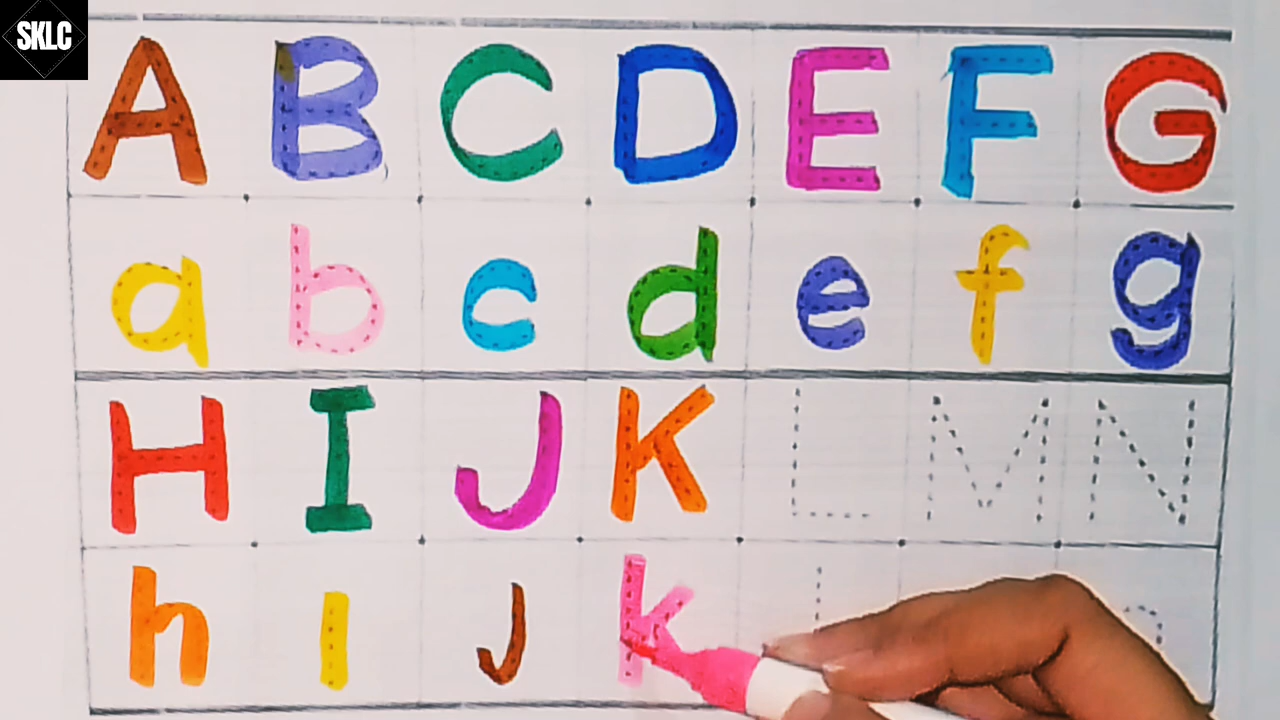 SKLC
A B C D E F G
a b c d e f g
H I J K L M N
h ı J k l n